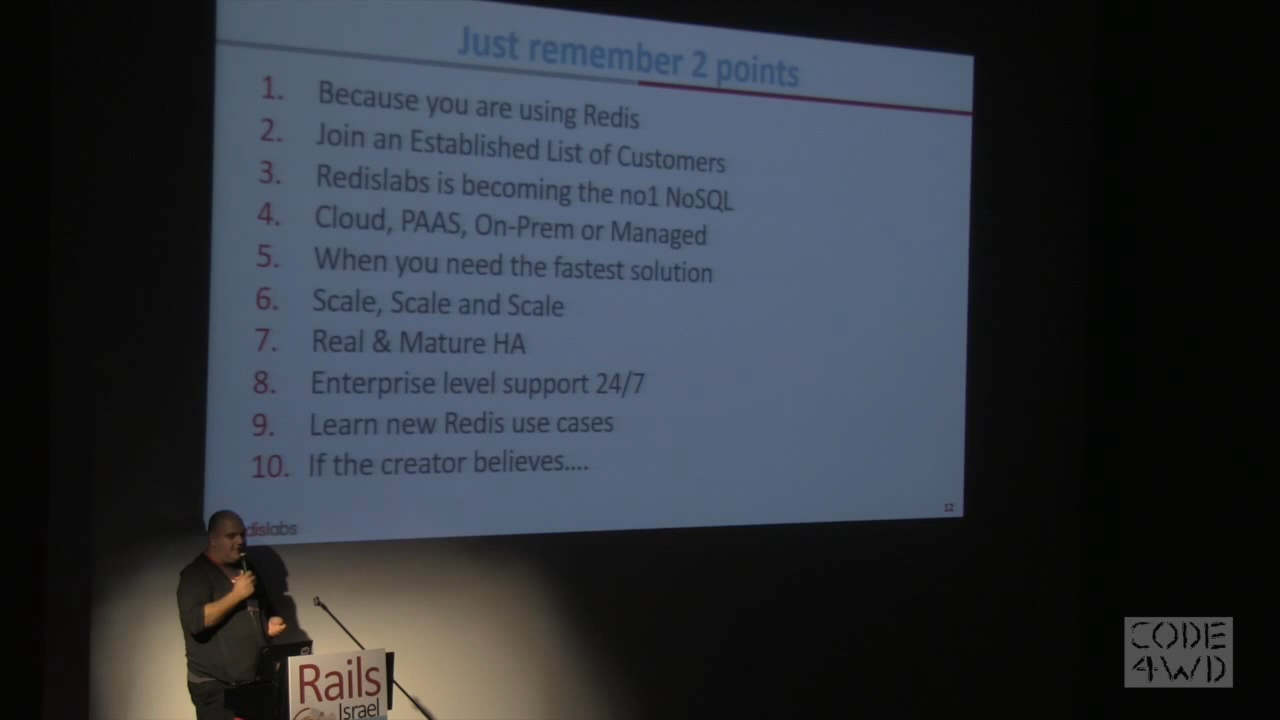 Just remember 2 points
1. Because you are using Redis
2. Join an Established List of Customers
3. Redislabs is becoming the no1 NoSQL
4. Cloud, PAAS, On-Prem or Managed
5. When you need the fastest solution
6. Scale, Scale and Scale
7. Real & Mature HA
8. Enterprise level support 24/7
9. Learn new Redis use cases
10. If the creator believes....
dislabs
12
Rails
Israel
CODE
4WD